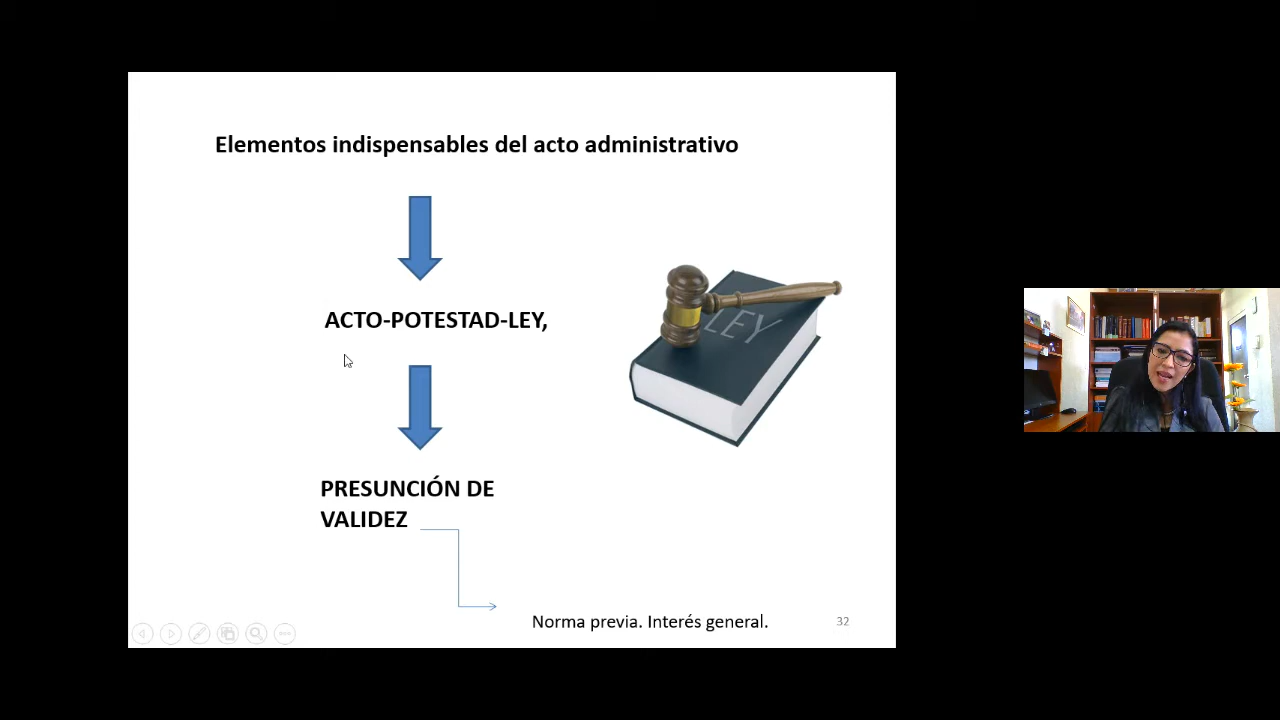 Elementos indispensables del acto administrativo
ACTO-POTESTAD-LEY,
LEY
PRESUNCIÓN DE
VALIDEZ
Norma previa. Interés general.
32